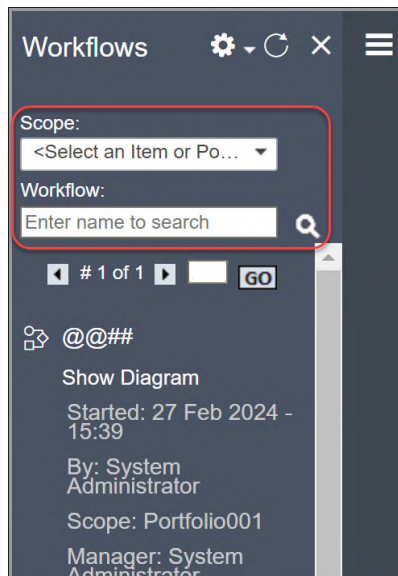 Workflows
Scope:
<Select an Item or Po...
Workflow:
Enter name to search
# 1 of 1 GO
@@##
Show Diagram
Started: 27 Feb 2024 -
15:39
By: System
Administrator
Scope: Portfolio001
Manager: System
Administrator